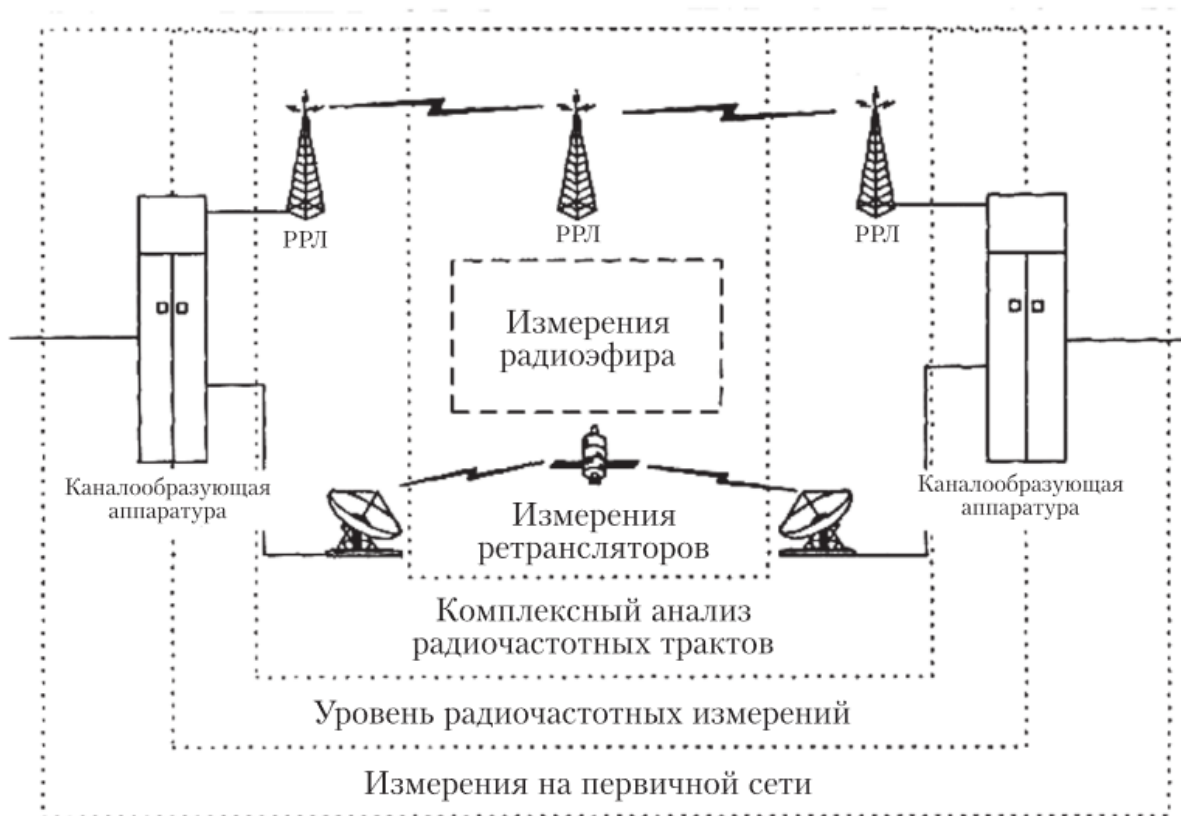 РРЛ
РРЛ
РРЛ
Измерения
радиоэфира
Каналообразующая
аппаратура
Каналообразующая
аппаратура
Измерения
ретрансляторов
Комплексный анализ
радиочастотных трактов
Уровень радиочастотных измерений
Измерения на первичной сети